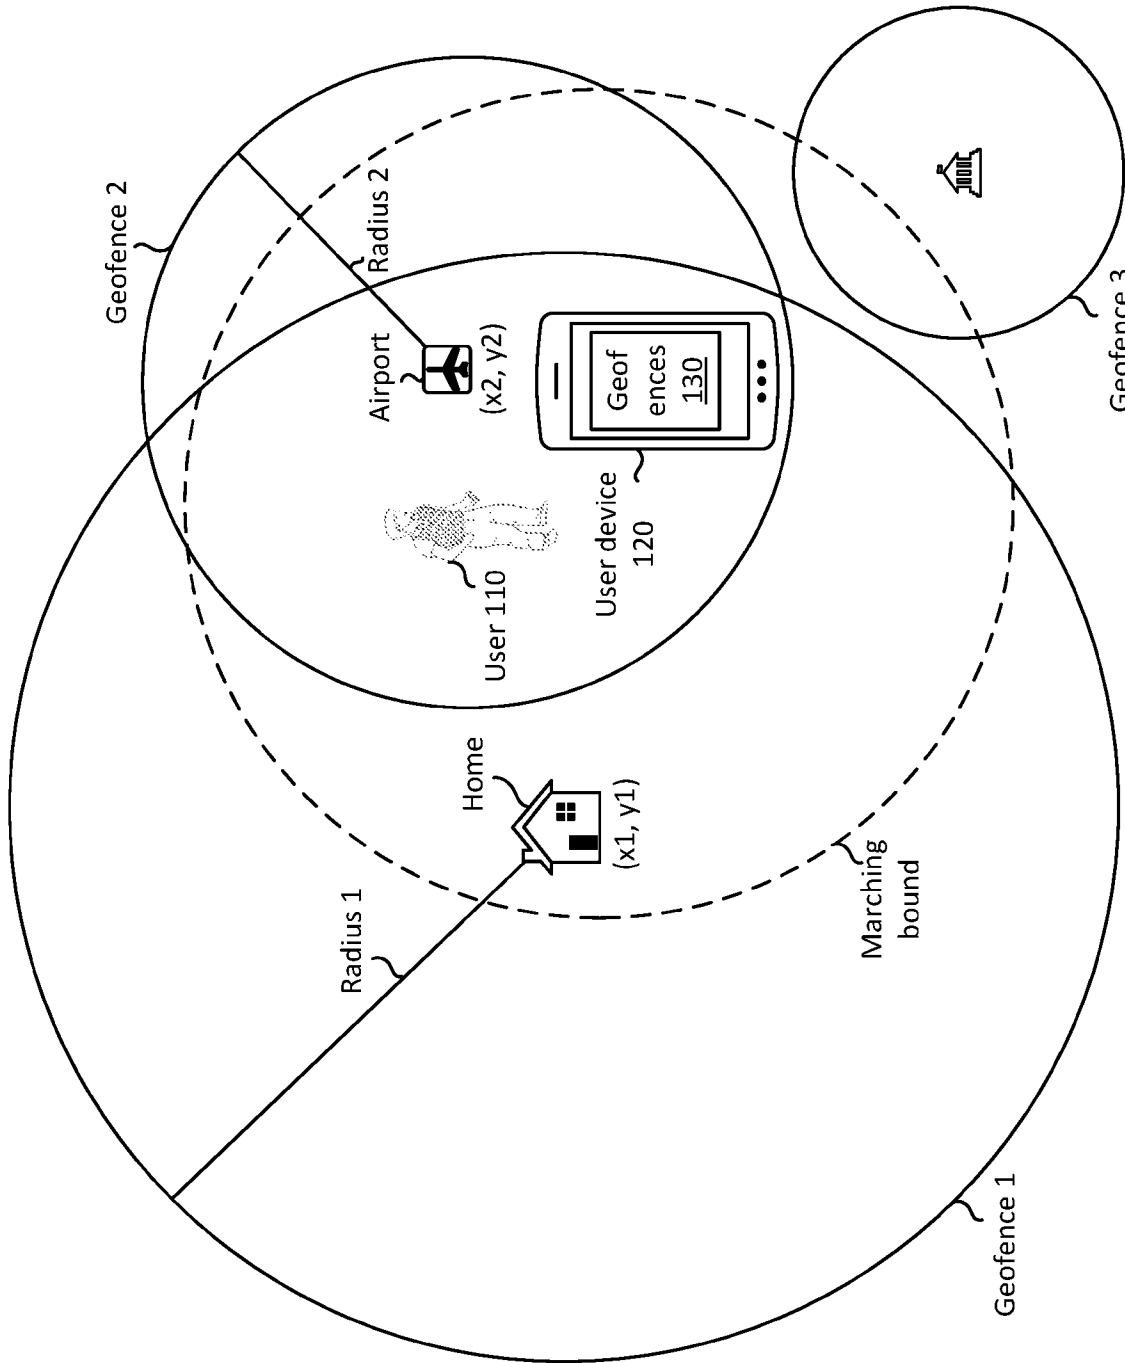 Geofence 1
Radius 1
Home
(x1, y1)
Marching
bound
User 110
User device
120
Geof
ences
130
Airport
(x2, y2)
Radius 2
Geofence 2
Geofence 3